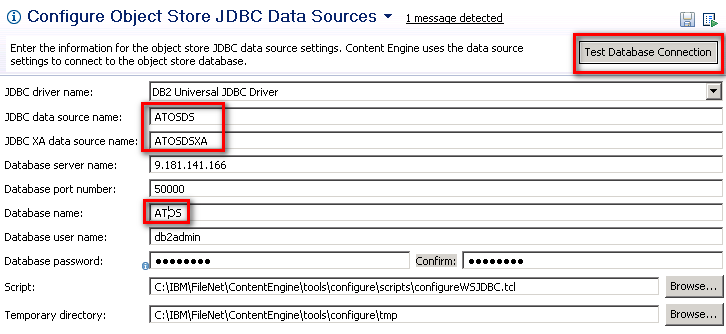 Configure Object Store JDBC Data Sources 1 message detected
Enter the information for the object store JDBC data source settings. Content Engine uses the data source
settings to connect to the object store database.
Test Database Connection
JDBC driver name: DB2 Universal JDBC Driver
JDBC data source name: ATOSDS
JDBC XA data source name: ATOSDSXA
Database server name: 9.181.141.166
Database port number: 50000
Database name: ATOS
Database user name: db2admin
Database password: ●●●●●●●● Confirm: ●●●●●●●●
Script: C:\IBM\FileNet\ContentEngine\tools\configure\scripts\configureWSJDBC.tcl Browse...
Temporary directory: C:\IBM\FileNet\ContentEngine\tools\configure\tmp Browse...